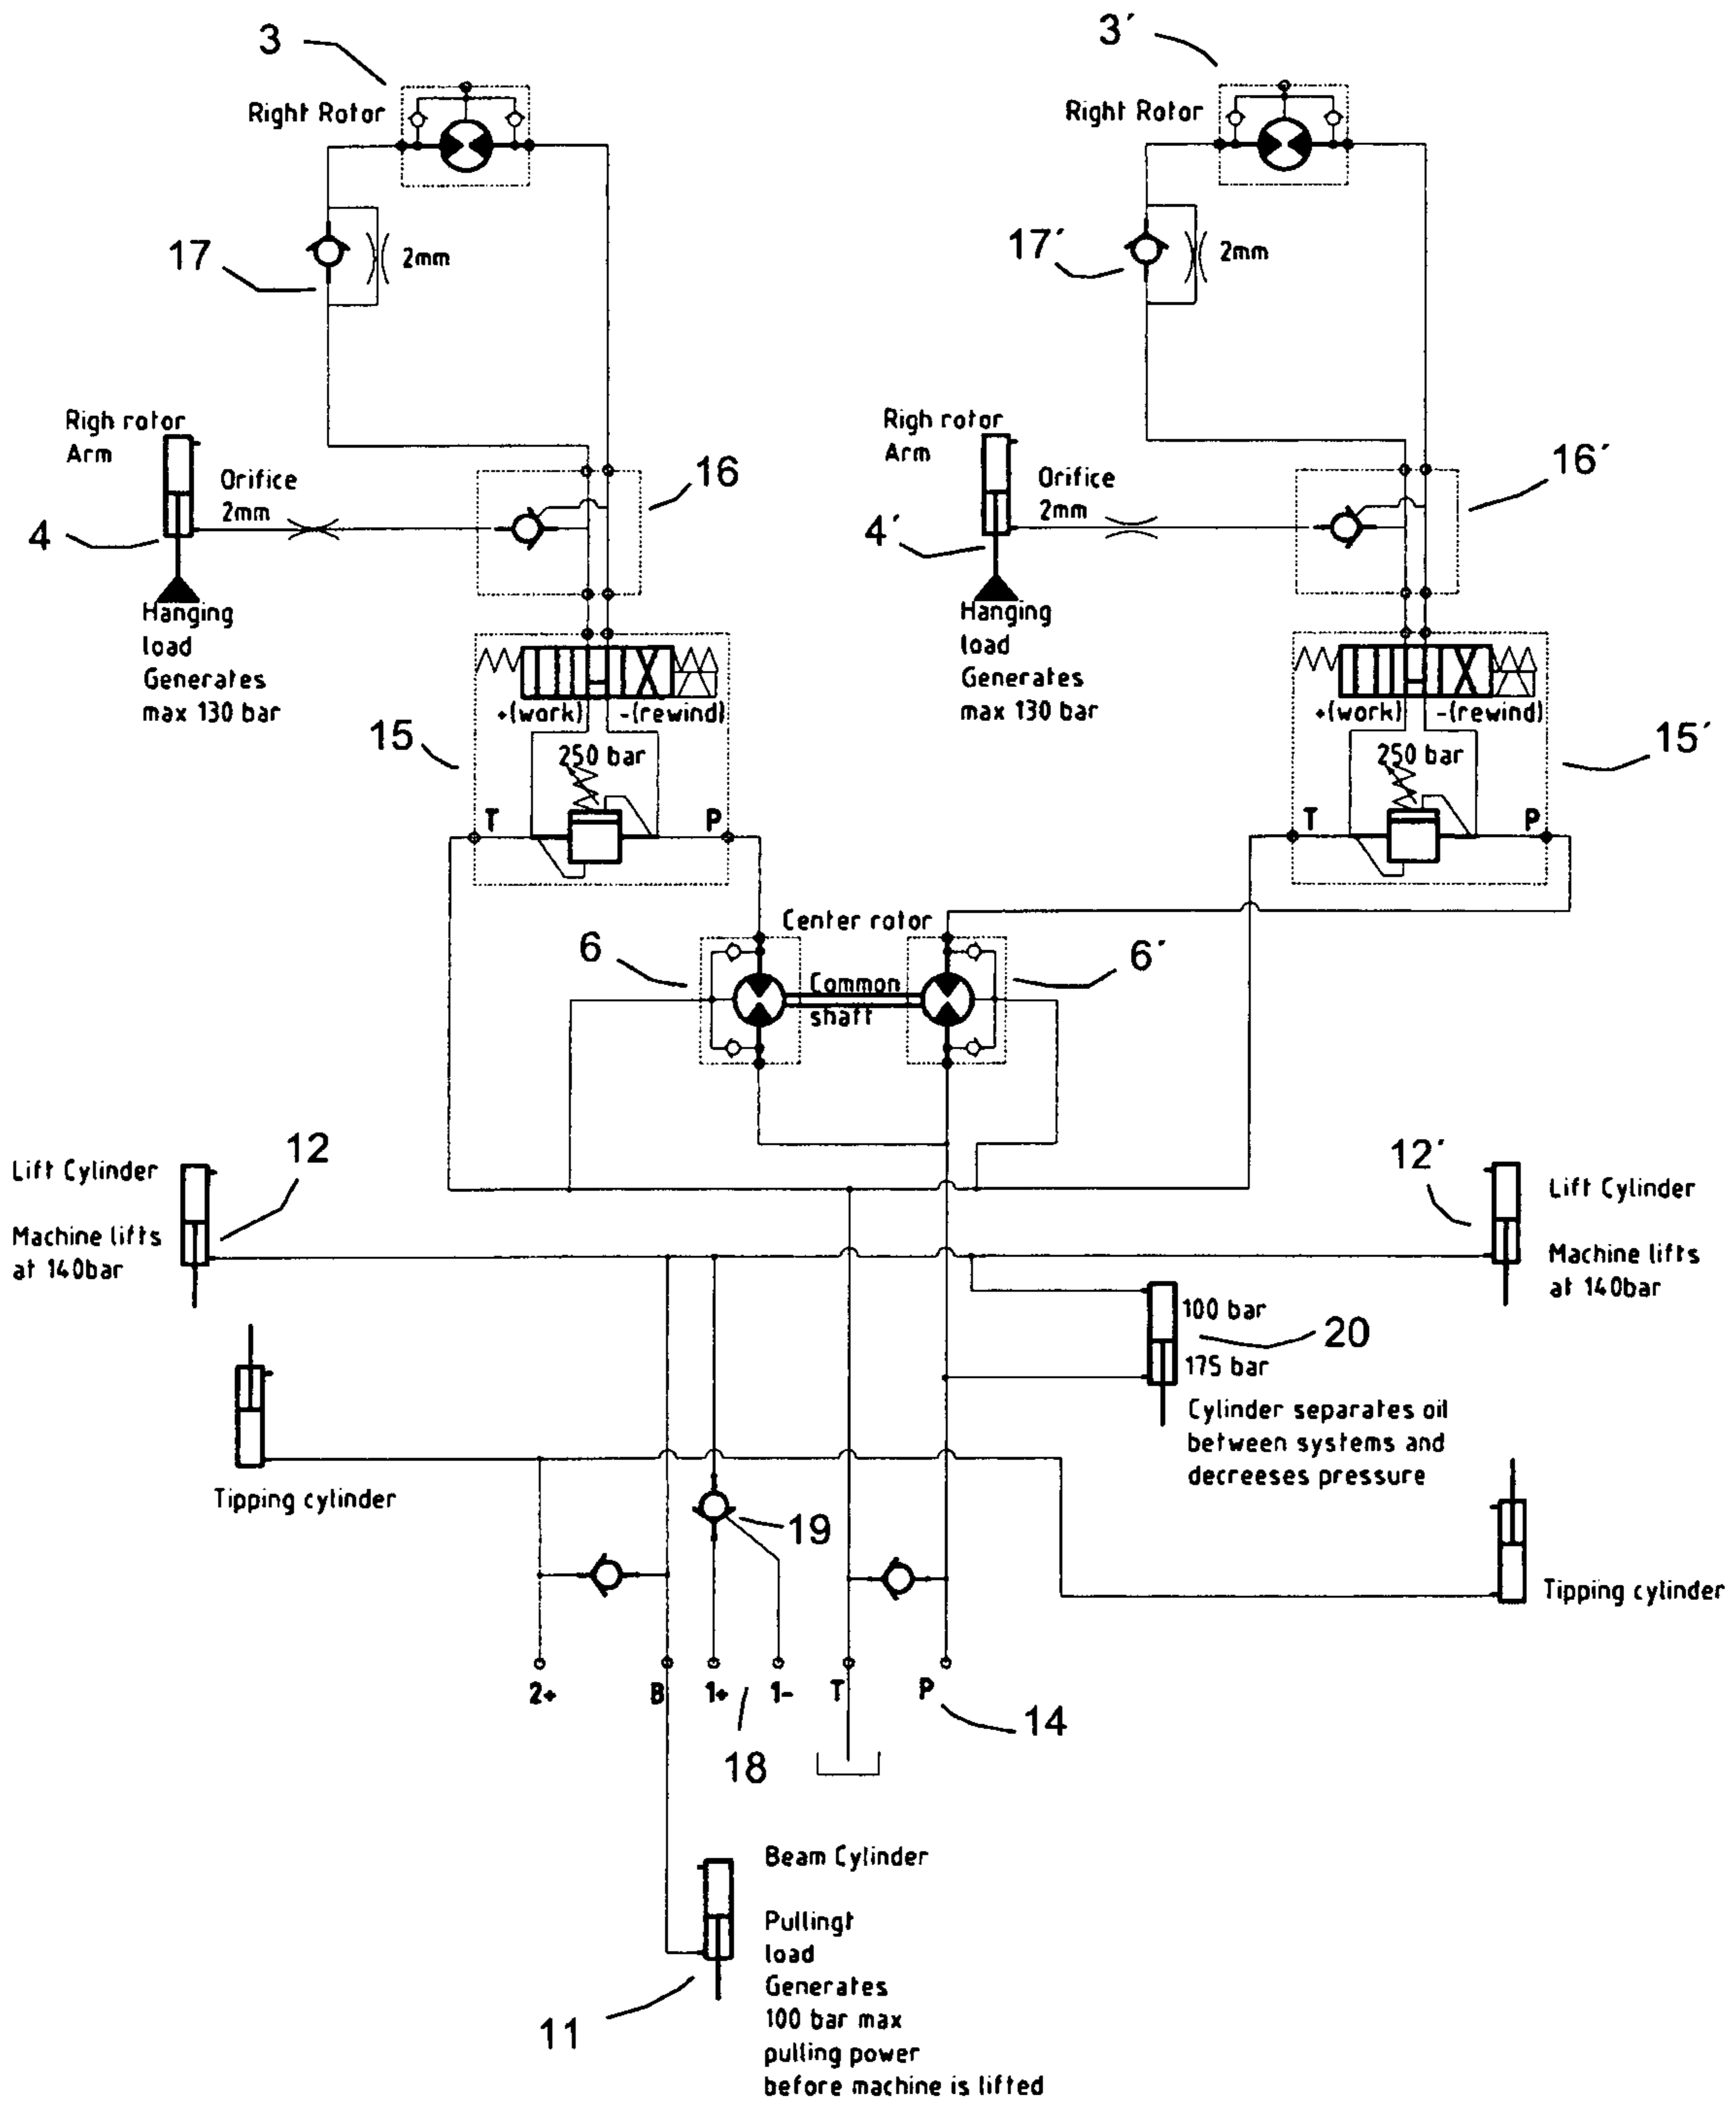 3
3´
Right Rotor
Right Rotor
17
2mm
17´
2mm
Righ rotor
Arm
Orifice
2mm
16
4
Righ rotor
Arm
Orifice
2mm
16´
4´
Hanging
load
Generates
max 130 bar
Hanging
load
Generates
max 130 bar
+(work)
-(rewind)
+(work)
-(rewind)
15
250 bar
250 bar
15´
T
P
T
P
Center rotor
6
6´
Common
shaft
12
12´
Lift Cylinder
Machine lifts
at 140bar
Lift Cylinder
Machine lifts
at 140bar
100 bar
20
175 bar
Cylinder separates oil
between systems and
decreeses pressure
Tipping cylinder
19
Tipping cylinder
2+
B
1+
1-
T
P
14
18
Beam Cylinder
Pullingt
load
Generates
100 bar max
pulling power
before machine is lifted
11